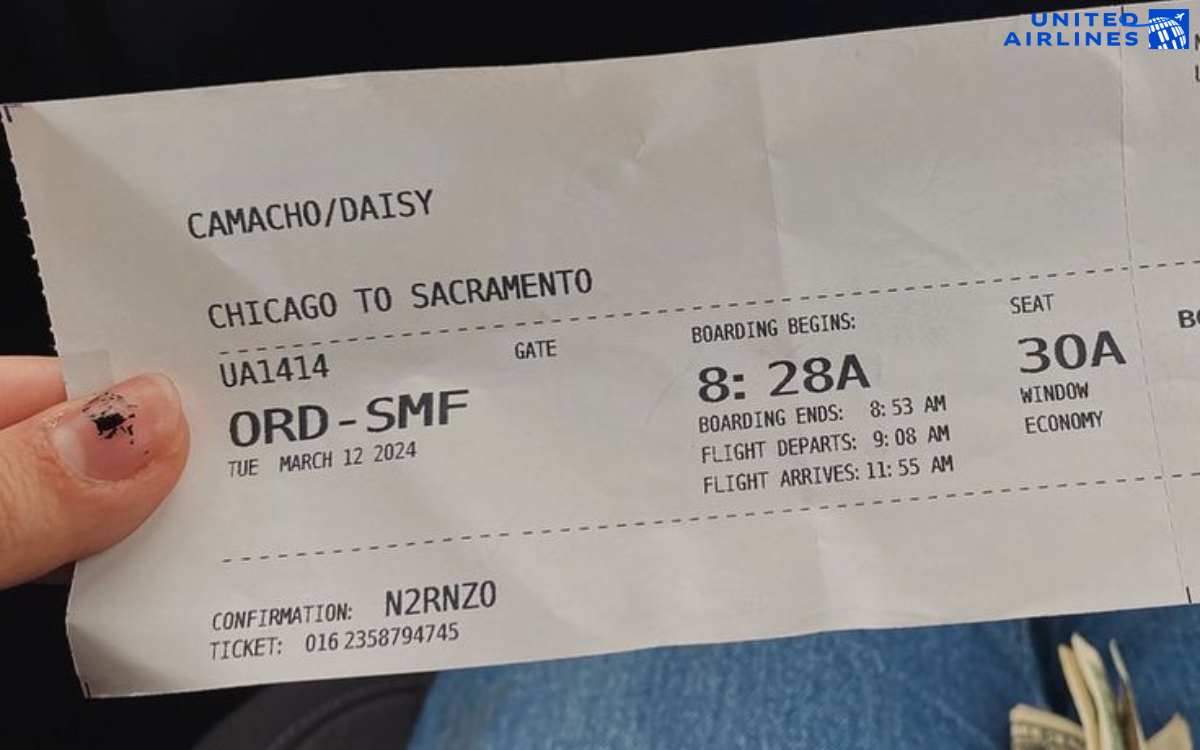 UNITED
AIRLINES
CAMACHO/DAISY
CHICAGO TO SACRAMENTO
UA1414
GATE
ORD-SMF
TUE MARCH 12 2024
BOARDING BEGINS:
8:28A
BOARDING ENDS: 8:53 AM
FLIGHT DEPARTS: 9:08 AM
FLIGHT ARRIVES: 11:55 AM
SEAT
30A
WINDOW
ECONOMY
CONFIRMATION: N2RNZO
TICKET: 016 2358794745